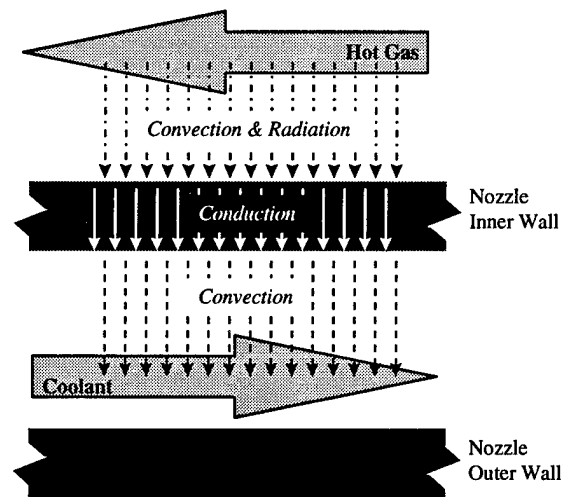 Hot Gas
Convection & Radiation
Conduction
Nozzle
Inner Wall
Convection
Coolant
Nozzle
Outer Wall